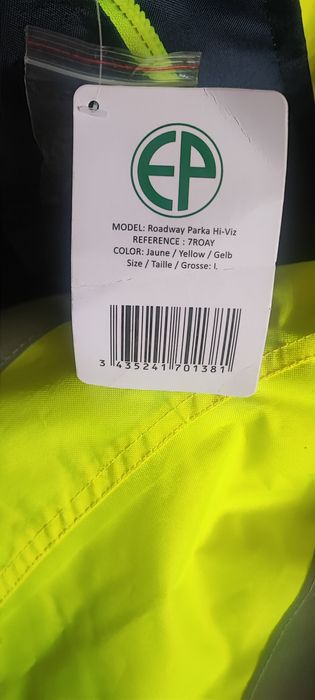 EP
MODEL: Roadway Parka Hi-Viz
REFERENCE : 7ROAY
COLOR: Jaune / Yellow / Gelb
Size / Taille / Grosse: L
3 435241 701381